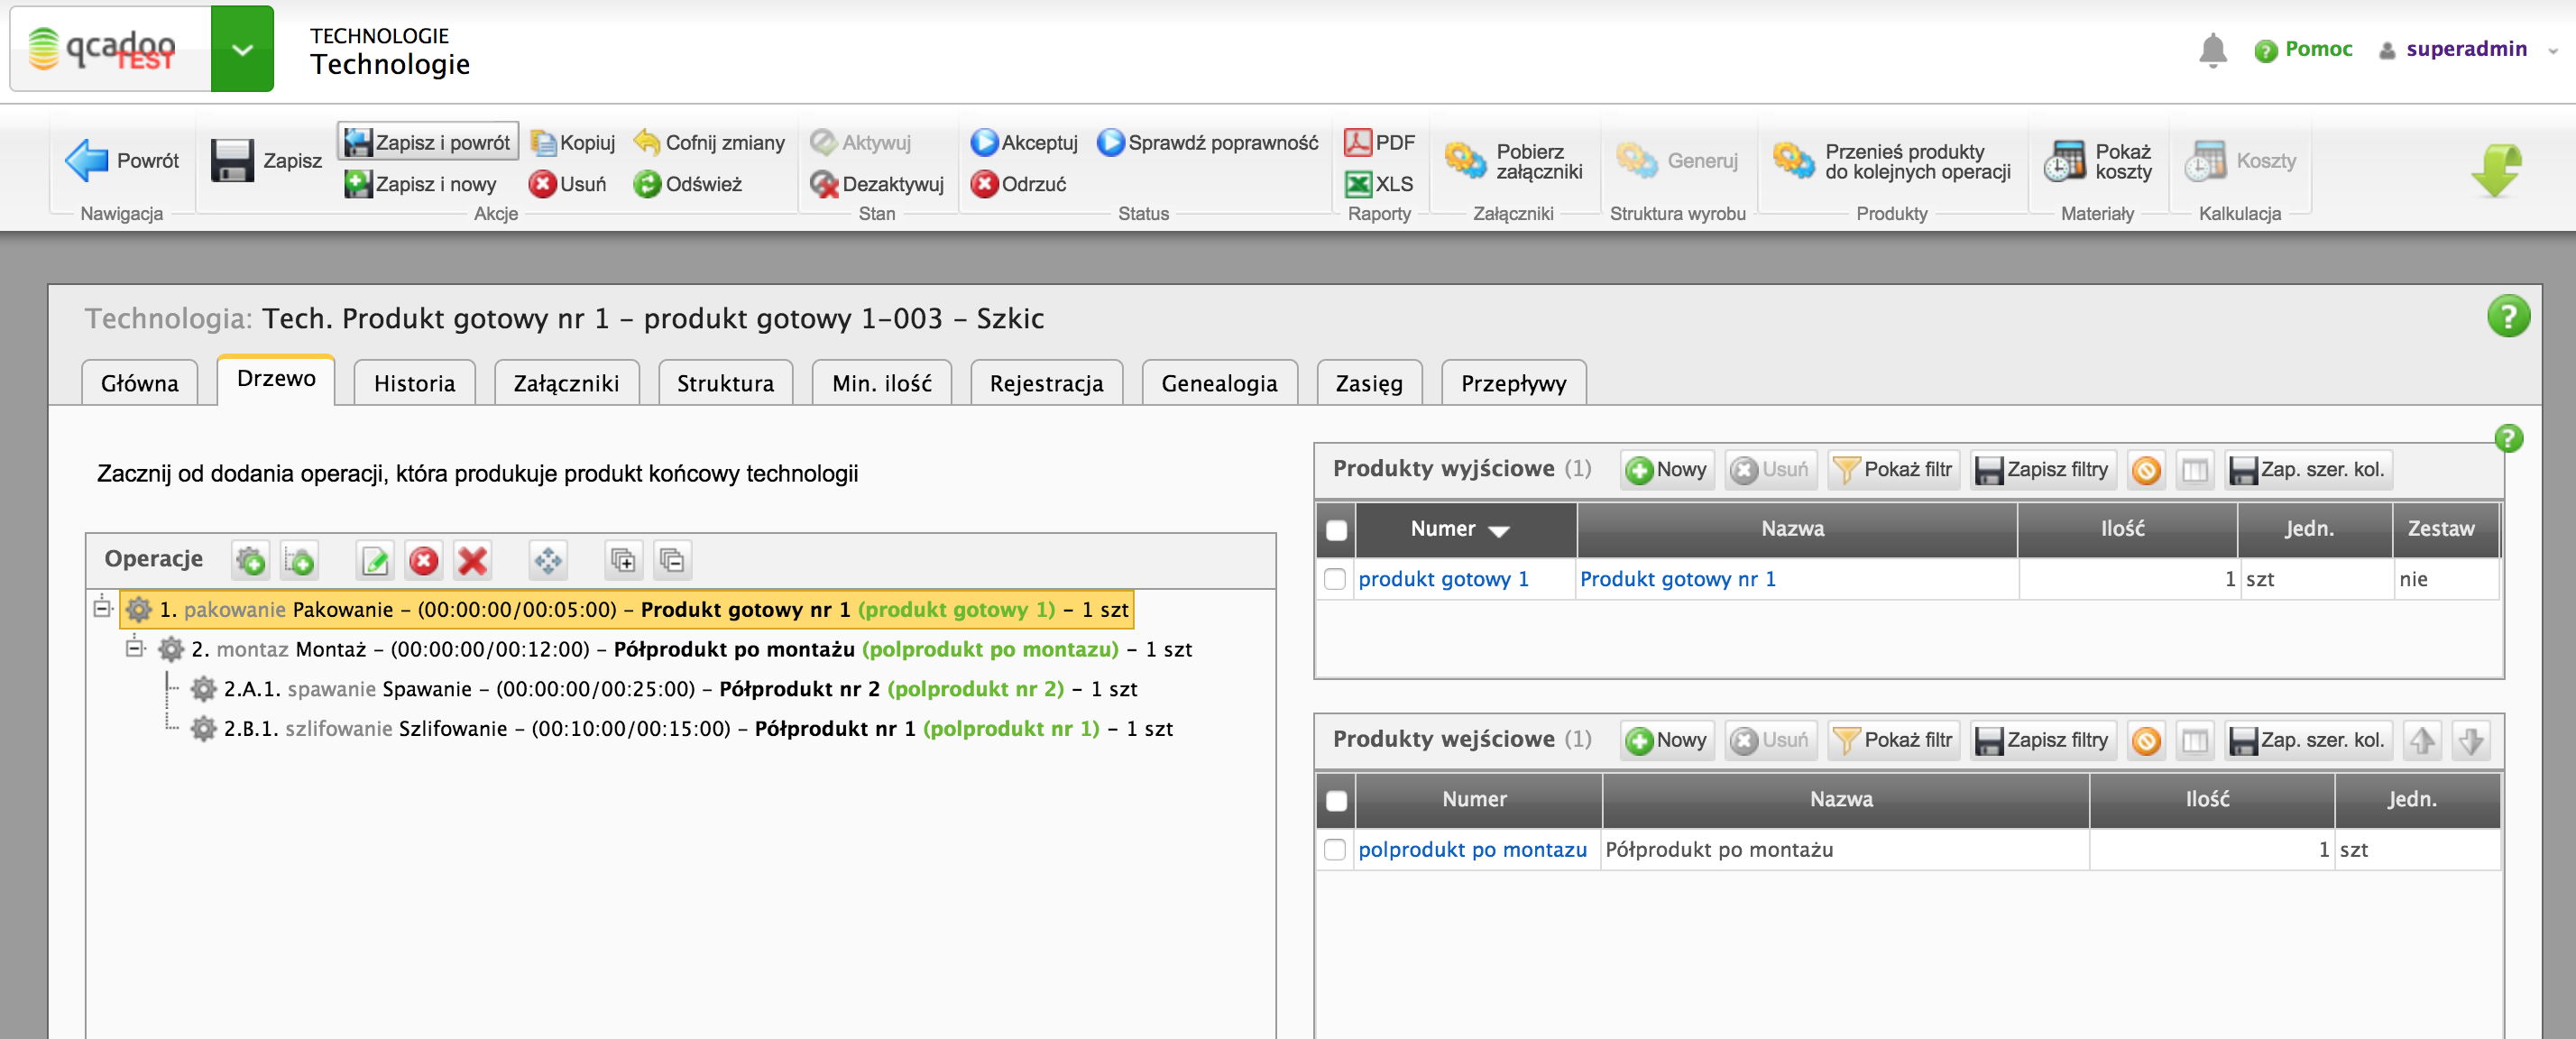 qcadoo
TEST
TECHNOLOGIE
Technologie
Pomoc
superadmin
Powrót
Nawigacja
Zapisz
Zapisz i powrót
Kopiuj
Cofnij zmiany
Zapisz i nowy
Usuń
Odśwież
Akcje
Aktywuj
Dezaktywuj
Stan
Akceptuj
Sprawdź poprawność
Odrzuć
Status
PDF
XLS
Raporty
Pobierz
załączniki
Załączniki
Generuj
Struktura wyrobu
Przenieś produkty
do kolejnych operacji
Produkty
Pokaż
koszty
Materiały
Koszty
Kalkulacja
Technologia: Tech. Produkt gotowy nr 1 – produkt gotowy 1-003 – Szkic
Główna
Drzewo
Historia
Załączniki
Struktura
Min. ilość
Rejestracja
Genealogia
Zasięg
Przepływy
Zacznij od dodania operacji, która produkuje produkt końcowy technologii
Operacje
1. pakowanie Pakowanie – (00:00:00/00:05:00) – Produkt gotowy nr 1 (produkt gotowy 1) – 1 szt
2. montaz Montaż – (00:00:00/00:12:00) – Półprodukt po montażu (polprodukt po montazu) – 1 szt
2.A.1. spawanie Spawanie – (00:00:00/00:25:00) – Półprodukt nr 2 (polprodukt nr 2) – 1 szt
2.B.1. szlifowanie Szlifowanie – (00:10:00/00:15:00) – Półprodukt nr 1 (polprodukt nr 1) – 1 szt
Produkty wyjściowe (1) Nowy Usuń Pokaż filtr Zapisz filtry Zap. szer. kol.
Numer Nazwa Ilość Jedn. Zestaw
produkt gotowy 1 Produkt gotowy nr 1 1 szt nie
Produkty wejściowe (1) Nowy Usuń Pokaż filtr Zapisz filtry Zap. szer. kol.
Numer Nazwa Ilość Jedn.
polprodukt po montazu Półprodukt po montażu 1 szt